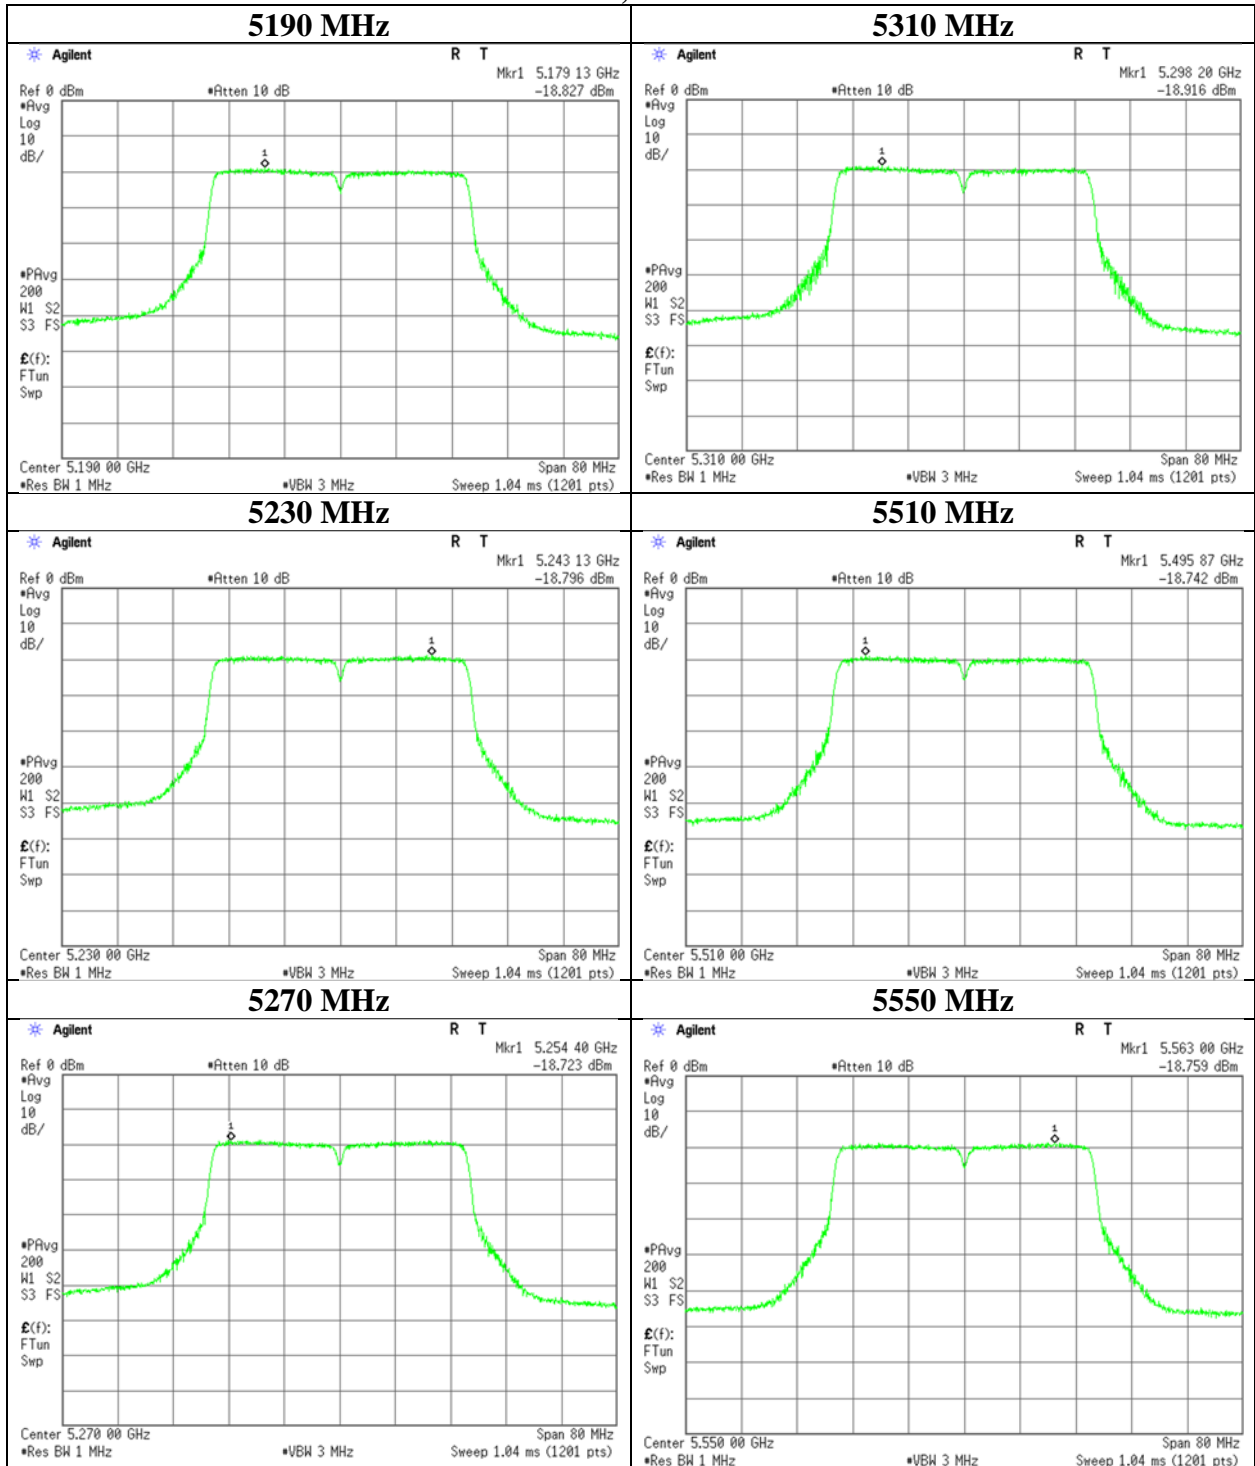 5190 MHz
Agilent R T
Mkr1 5.179 13 GHz
Ref 0 dBm #Atten 10 dB -18.827 dBm
#Avg
Log
10
dB/
1
#PAvg
200
W1 S2
S3 FS
£(f):
FTun
Swp
Center 5.190 00 GHz Span 80 MHz
#Res BW 1 MHz #VBW 3 MHz Sweep 1.04 ms (1201 pts)
5310 MHz
Agilent R T
Mkr1 5.298 20 GHz
Ref 0 dBm #Atten 10 dB -18.916 dBm
#Avg
Log
10
dB/
1
#PAvg
200
W1 S2
S3 FS
£(f):
FTun
Swp
Center 5.310 00 GHz Span 80 MHz
#Res BW 1 MHz #VBW 3 MHz Sweep 1.04 ms (1201 pts)
5230 MHz
Agilent R T
Mkr1 5.243 13 GHz
Ref 0 dBm #Atten 10 dB -18.796 dBm
#Avg
Log
10
dB/
1
#PAvg
200
W1 S2
S3 FS
£(f):
FTun
Swp
Center 5.230 00 GHz Span 80 MHz
#Res BW 1 MHz #VBW 3 MHz Sweep 1.04 ms (1201 pts)
5510 MHz
Agilent R T
Mkr1 5.495 87 GHz
Ref 0 dBm #Atten 10 dB -18.742 dBm
#Avg
Log
10
dB/
1
#PAvg
200
W1 S2
S3 FS
£(f):
FTun
Swp
Center 5.510 00 GHz Span 80 MHz
#Res BW 1 MHz #VBW 3 MHz Sweep 1.04 ms (1201 pts)
5270 MHz
Agilent R T
Mkr1 5.254 40 GHz
Ref 0 dBm #Atten 10 dB -18.723 dBm
#Avg
Log
10
dB/
1
#PAvg
200
W1 S2
S3 FS
£(f):
FTun
Swp
Center 5.270 00 GHz Span 80 MHz
#Res BW 1 MHz #VBW 3 MHz Sweep 1.04 ms (1201 pts)
5550 MHz
Agilent R T
Mkr1 5.563 00 GHz
Ref 0 dBm #Atten 10 dB -18.759 dBm
#Avg
Log
10
dB/
1
#PAvg
200
W1 S2
S3 FS
£(f):
FTun
Swp
Center 5.550 00 GHz Span 80 MHz
#Res BW 1 MHz #VBW 3 MHz Sweep 1.04 ms (1201 pts)